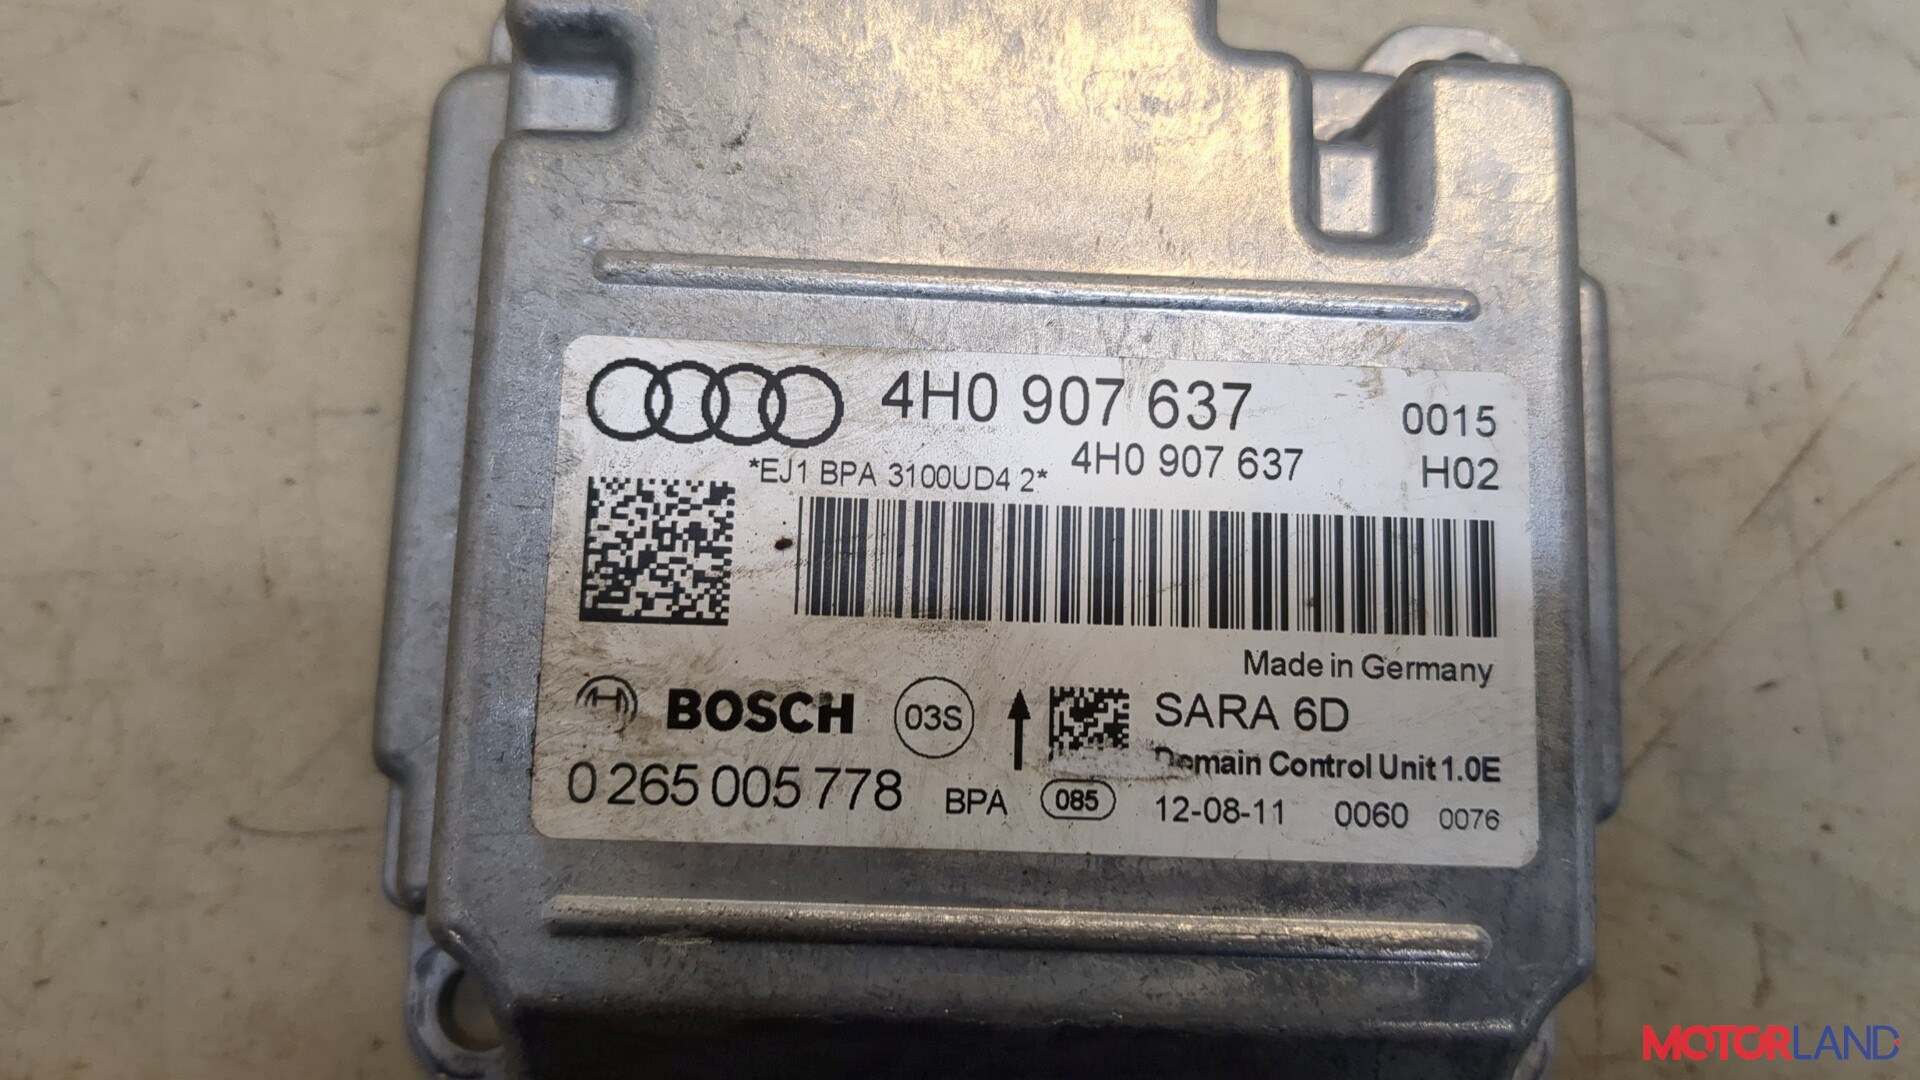 4H0 907 637 0015
*EJ1 BPA 3100UD4 2* 4H0 907 637 H02
Made in Germany
BOSCH 03S SARA 6D
Domain Control Unit 1.0E
0 265 005 778 BPA 085 12-08-11 0060 0076
MOTORLAND